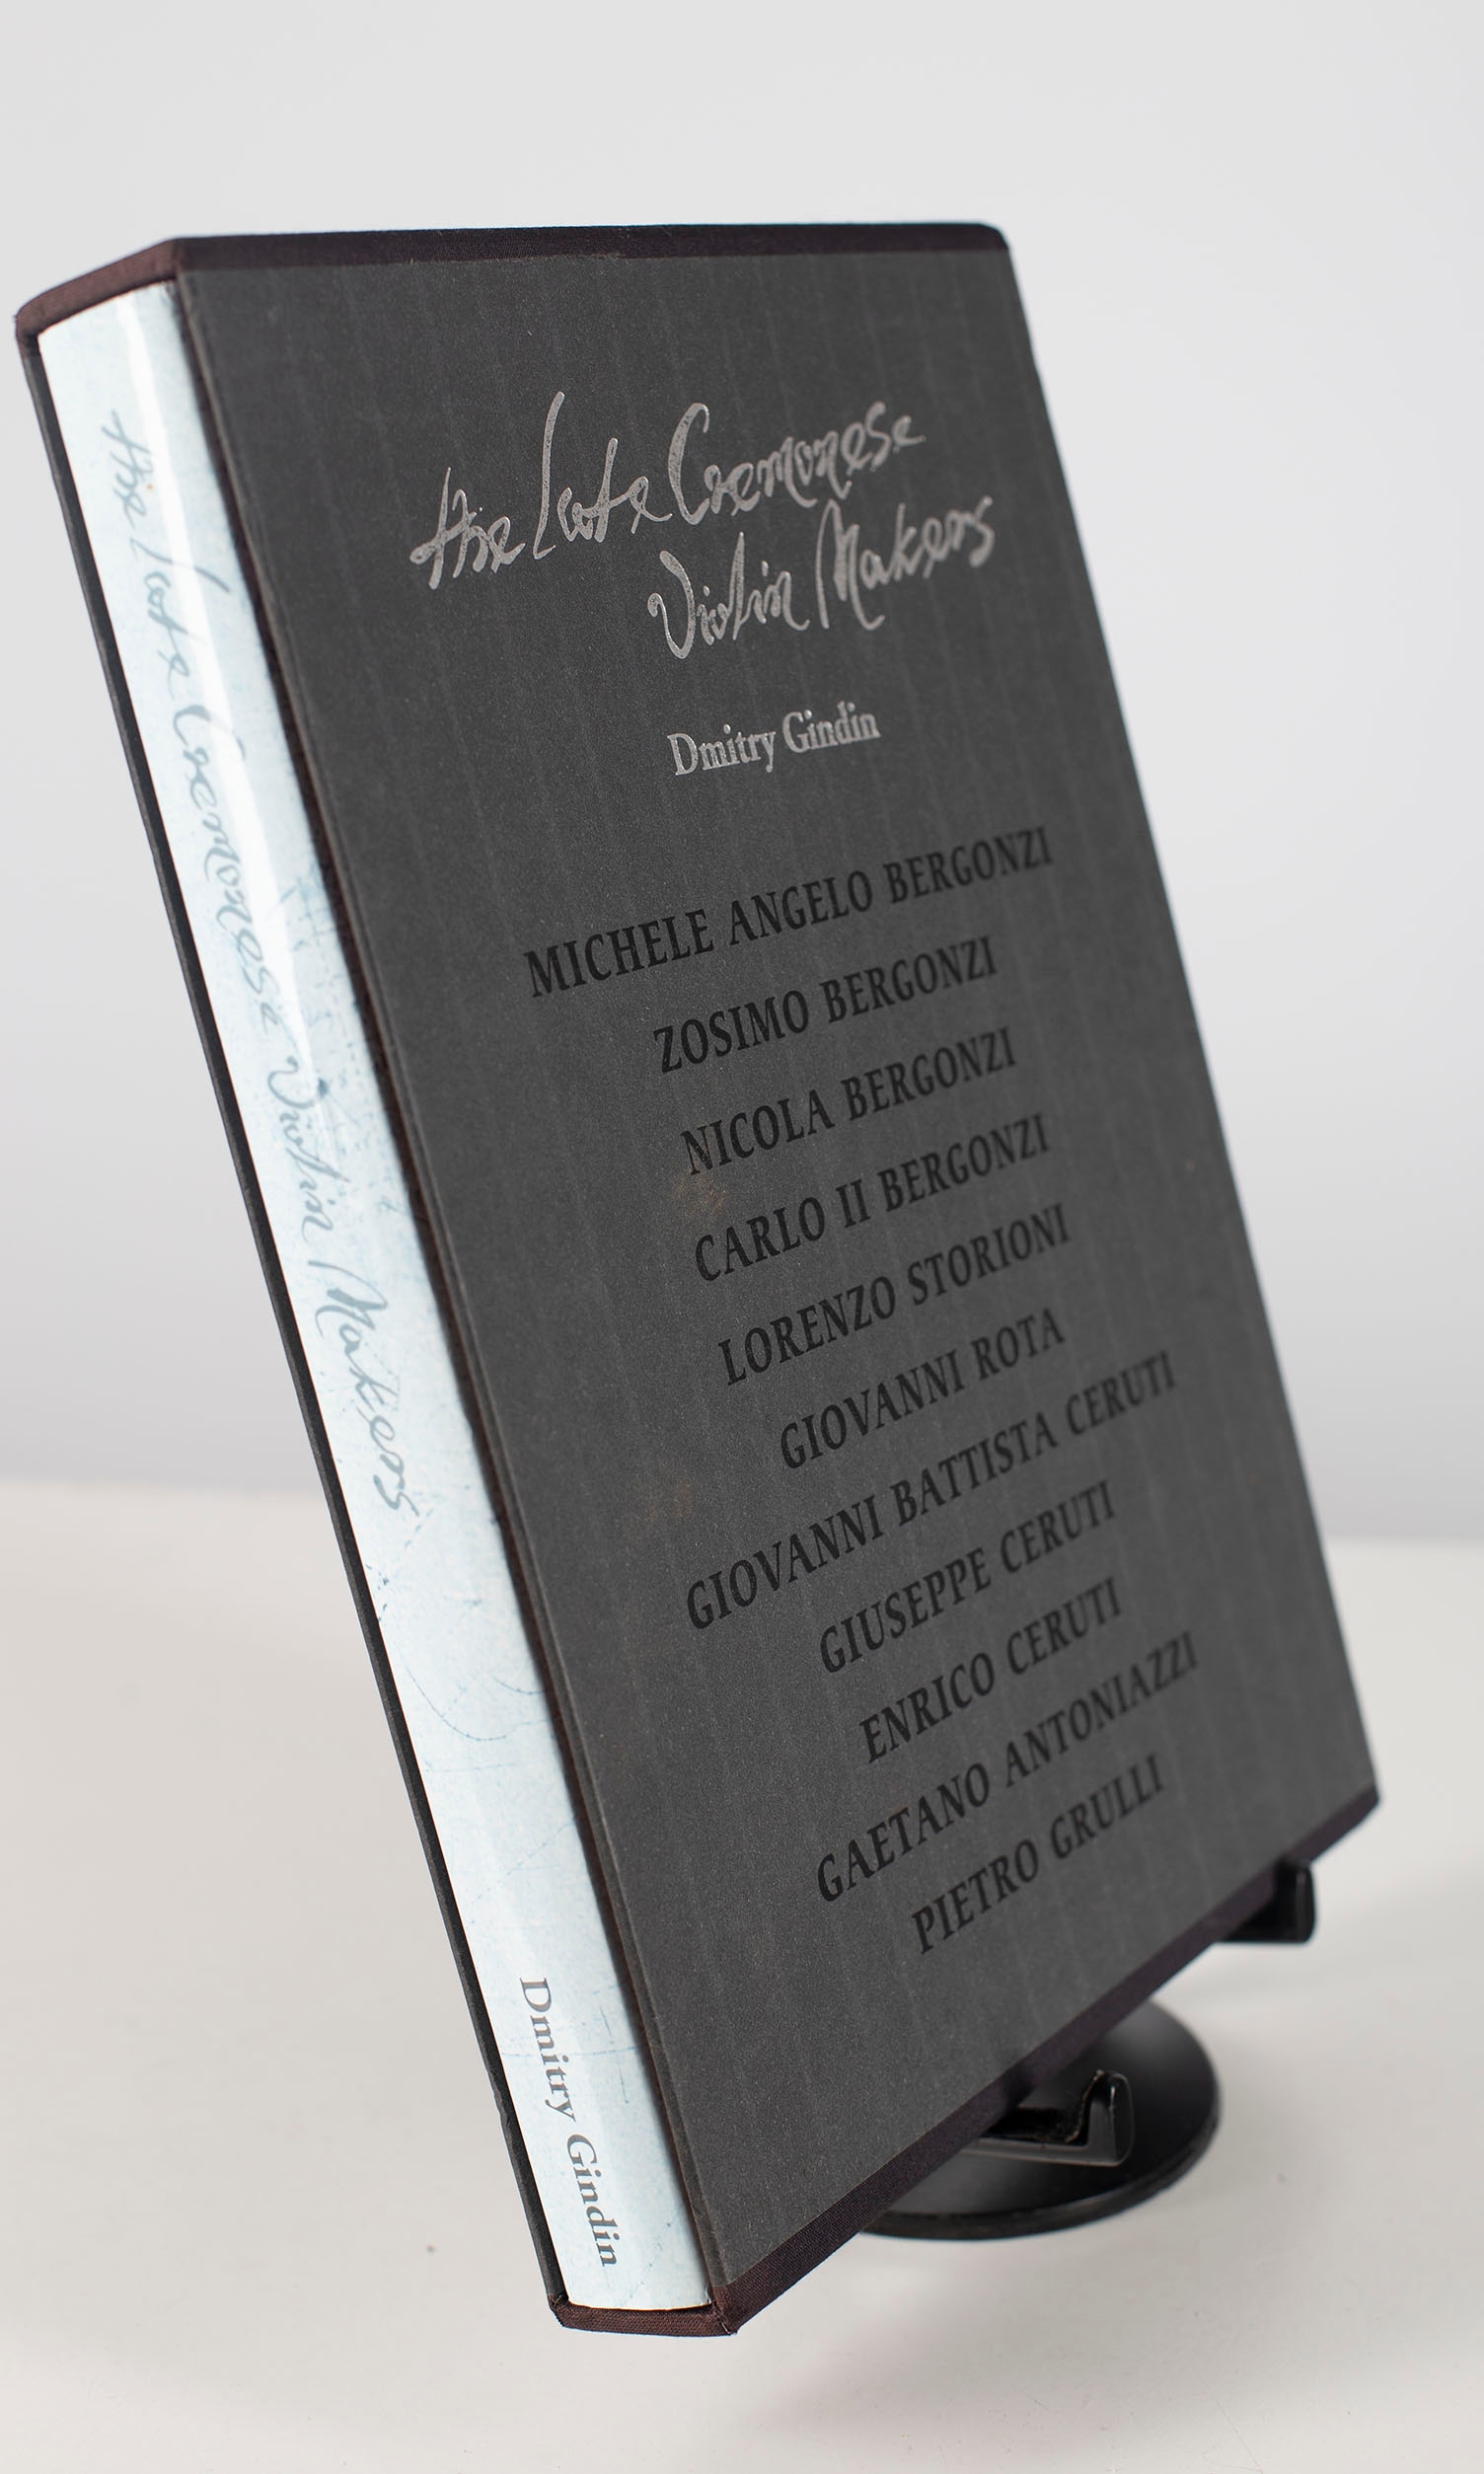 the Late Cremonese
Violin Makers
Dmitry Gindin
MICHELE ANGELO BERGONZI
ZOSIMO BERGONZI
NICOLA BERGONZI
CARLO II BERGONZI
LORENZO STORIONI
GIOVANNI ROTA
GIOVANNI BATTISTA CERUTI
GIUSEPPE CERUTI
ENRICO CERUTI
GAETANO ANTONIAZZI
PIETRO GRULLI
the Late Cremonese Violin Makers
Dmitry Gindin